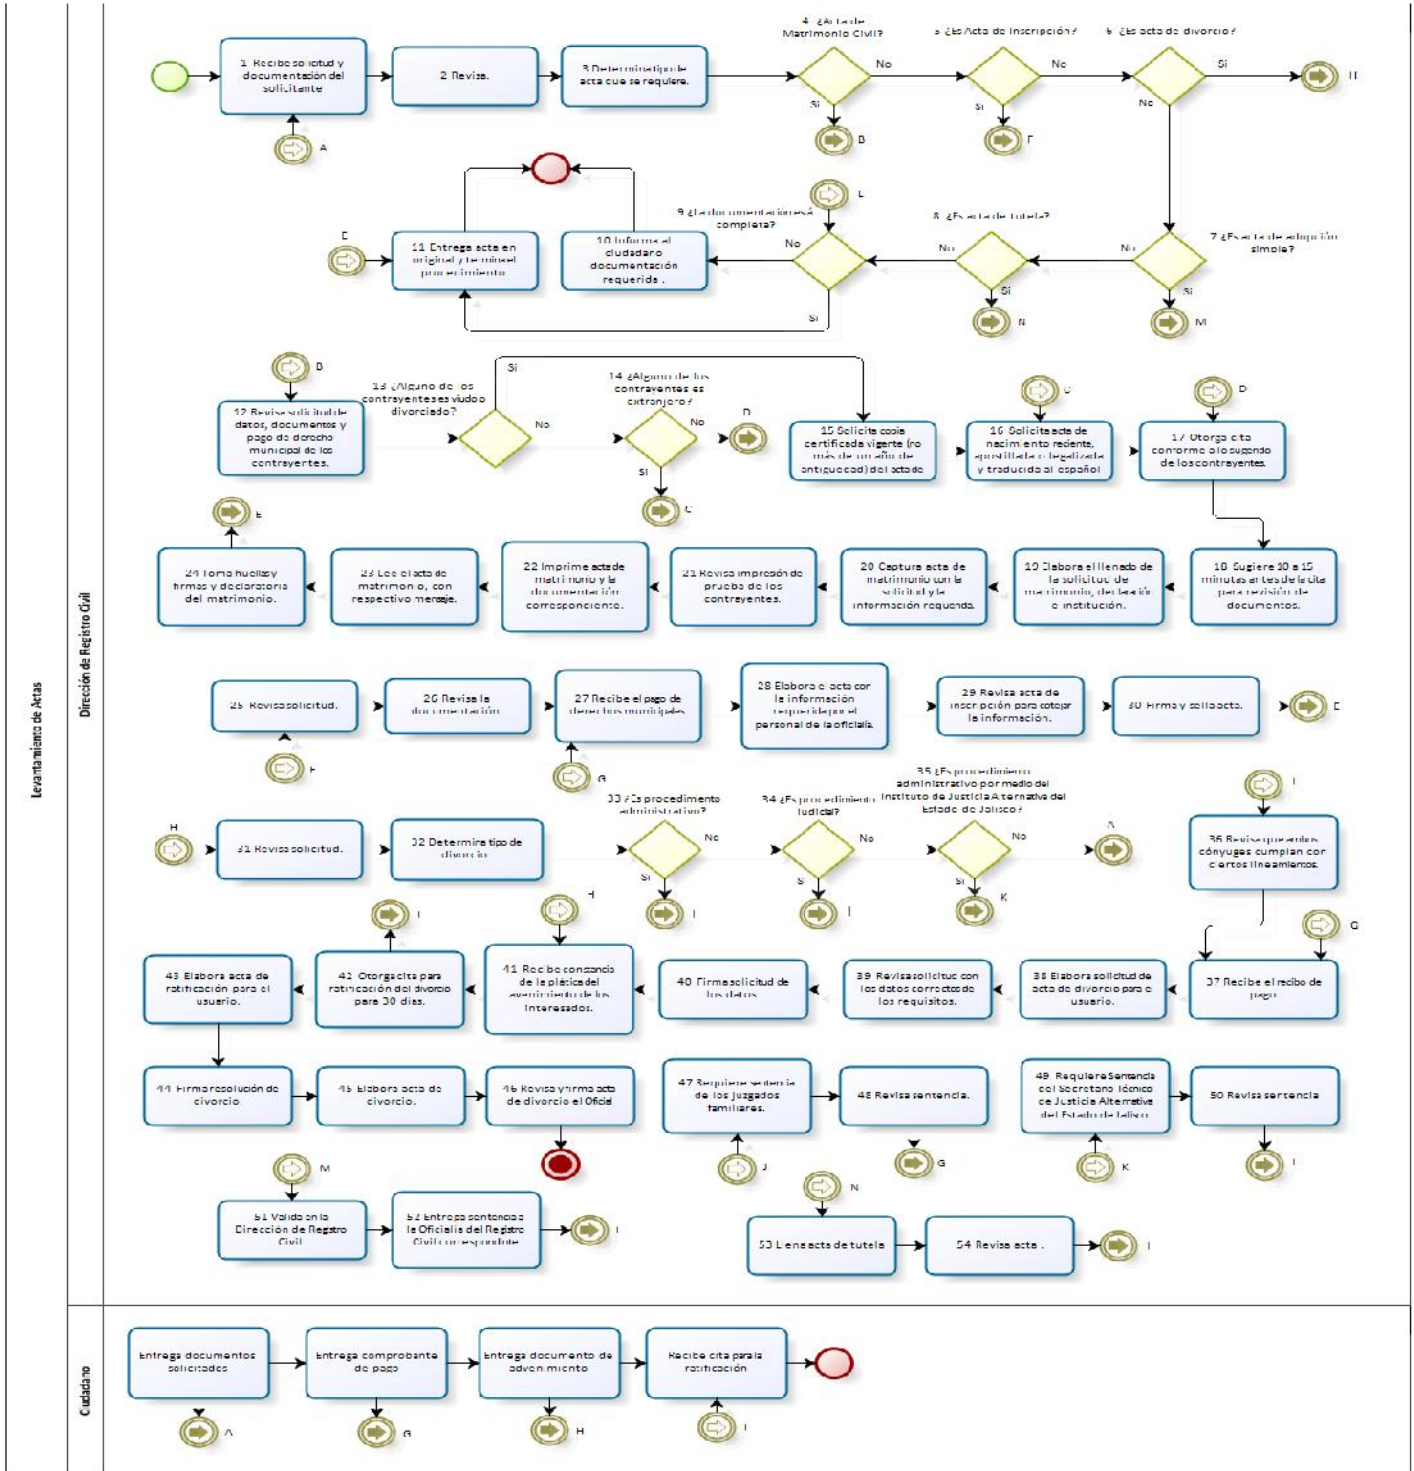 Levantamiento de Actas
Dirección de Registro Civil
1 Recibe solicitud y
documentación del
solicitante
2 Revisa.
3 Determina tipo de
acta que se requiere.
4 ¿Acta de
Matrimonio Civil?
No
Si
5 ¿Es Acta de Inscripción?
No
Si
6 ¿Es acta de divorcio?
Si
No
H
A
B
F
E
11 Entrega acta en
original y termina el
procedimiento
10 Informa al
ciudadano
documentación
requerida .
9 ¿La documentación está
completa?
No
Si
L
8 ¿Es acta de tutela?
No
Si
7 ¿Es acta de adopción
simple?
No
Si
N
M
B
12 Revisa solicitud de
datos, documentos y
pago de derecho
municipal de los
contrayentes.
13 ¿Alguno de los
contrayentes es viudo o
divorciado?
Si
No
14 ¿Alguno de los
contrayentes es
extranjero?
No
Si
D
C
15 Solicita copia
certificada vigente (no
más de un año de
antigüedad) del acta de
C
16 Solicita acta de
nacimiento reciente,
apostillada o legalizada
y traducida al español
D
17 Otorga cita
conforme a lo sugerido
de los contrayentes.
E
24 Toma huellas y
firmas y declaratoria
del matrimonio.
23 Lee el acta de
matrimonio, con
respectivo mensaje.
22 Imprime acta de
matrimonio y la
documentación
correspondiente.
21 Revisa impresión de
prueba de los
contrayentes.
20 Captura acta de
matrimonio con la
solicitud y la
información requerida.
19 Elabora el llenado de
la solicitud de
matrimonio, declaración
e institución.
18 Sugiere 10 a 15
minutas antes de la cita
para revisión de
documentos.
25 Revisa solicitud.
26 Revisa la
documentación
27 Recibe el pago de
derechos municipales
28 Elabora el acta con
la información
requerida por el
personal de la oficialía.
29 Revisa acta de
inscripción para cotejar
la información.
30 Firma y sella acta.
E
F
G
H
31 Revisa solicitud.
32 Determina tipo de
divorcio
33 ¿Es procedimiento
administrativo?
No
Si
I
34 ¿Es procedimiento
judicial?
No
Si
J
35 ¿Es procedimiento
administrativo por medio del
Instituto de Justicia Alternativa del
Estado de Jalisco?
No
Si
K
A
I
36 Revisa que ambos
cónyuges cumplan con
ciertos lineamientos.
G
43 Elabora acta de
ratificación para el
usuario.
42 Otorga cita para
ratificación del divorcio
para 30 días.
H
41 Recibe constancia
de la plática del
avenimiento de los
interesados.
40 Firma solicitud de
los datos
39 Revisa solicitud con
los datos correctos de
los requisitos.
38 Elabora solicitud de
acta de divorcio para el
usuario.
37 Recibe el recibo de
pago
44 Firma resolución de
divorcio.
45 Elabora acta de
divorcio.
46 Revisa y firma acta
de divorcio el Oficial
47 Requiere sentencia
de los juzgados
familiares.
48 Revisa sentencia.
49 Requiere Sentencia
del Secretario Técnico
de Justicia Alternativa
del Estado de Jalisco
50 Revisa sentencia
J
G
K
M
51 Valida en la
Dirección de Registro
Civil
52 Entrega sentencia a
la Oficialía del Registro
Civil correspondiente
N
53 Llena acta de tutela
54 Revisa acta .
Ciudadano
Entrega documentos
solicitados
Entrega comprobante
de pago
Entrega documento de
advenimiento
Recibe cita para la
ratificación
A
G
H